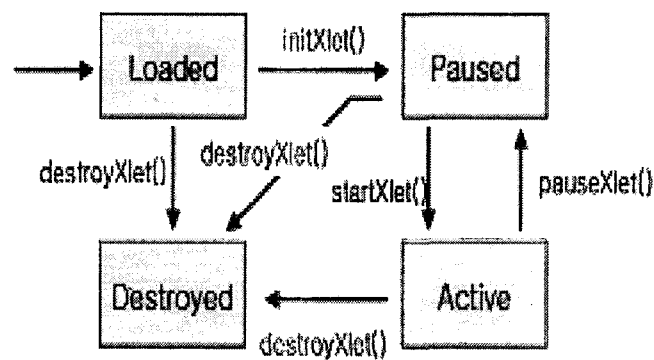 Loaded
initXlet()
Paused
destroyXlet()
destroyXlet()
startXlet()
pauseXlet()
Destroyed
Active
destroyXlet()